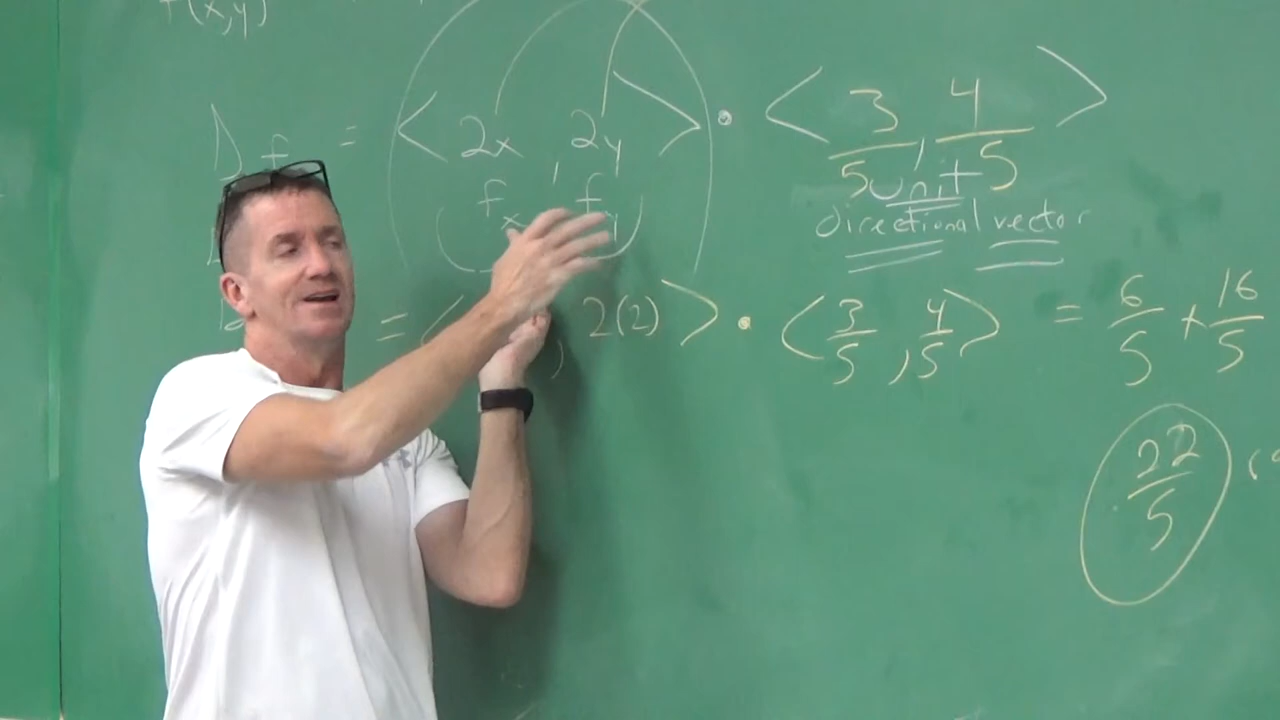 f(x,y)
D f = < 2x , 2y > · < 3/5 , 4/5 >
f x f y
unit
directional vector
= < , 2(2) > · < 3/5 , 4/5 > = 6/5 + 16/5
22/5